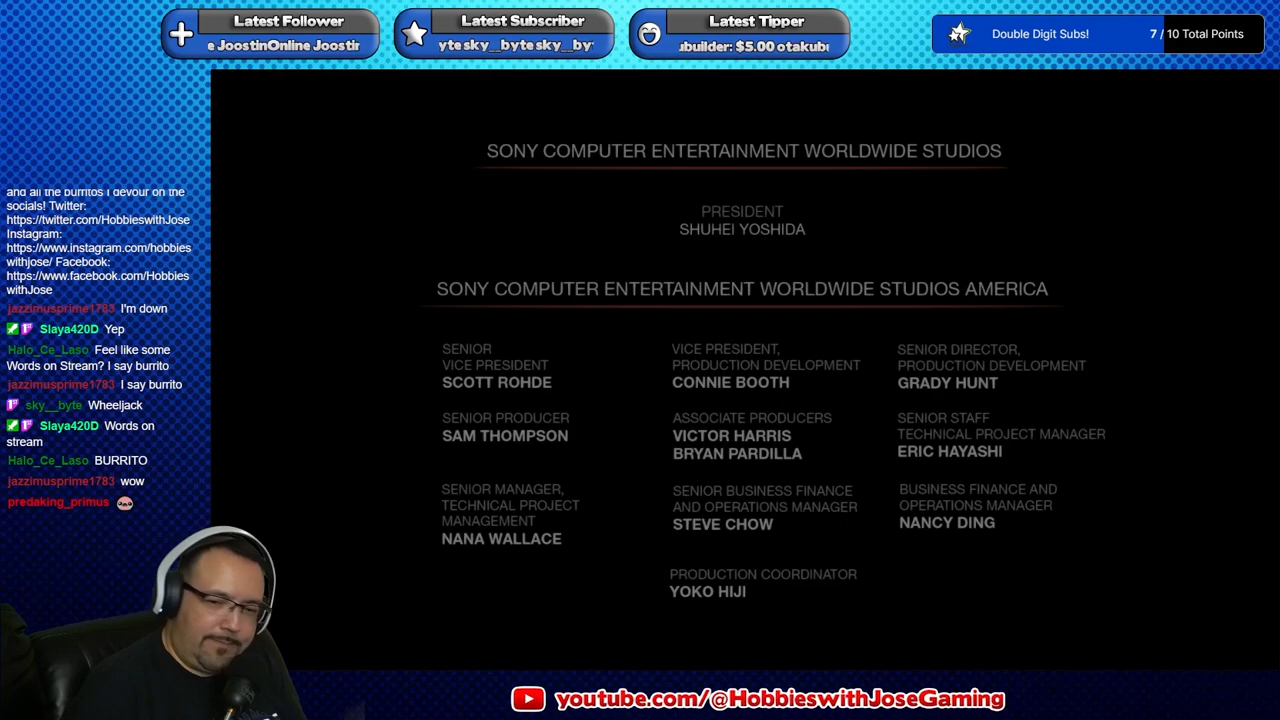 Latest Follower
e JoostinOnline Joostin
Latest Subscriber
yte sky__byte sky__by
Latest Tipper
builder: $5.00 otakubu
Double Digit Subs!
7 / 10 Total Points
and all the burritos I devour on the
socials! Twitter:
https://twitter.com/HobbieswithJose
Instagram:
https://www.instagram.com/hobbies
withjose/ Facebook:
https://www.facebook.com/Hobbies
withJose
jazzimusprime1783 I'm down
Slaya420D Yep
Halo_Ce_Laso Feel like some
Words on Stream? I say burrito
jazzimusprime1783 I say burrito
sky__byte Wheeljack
Slaya420D Words on
stream
Halo_Ce_Laso BURRITO
jazzimusprime1783 wow
predaking_primus
SONY COMPUTER ENTERTAINMENT WORLDWIDE STUDIOS
PRESIDENT
SHUHEI YOSHIDA
SONY COMPUTER ENTERTAINMENT WORLDWIDE STUDIOS AMERICA
SENIOR
VICE PRESIDENT
SCOTT ROHDE
VICE PRESIDENT,
PRODUCTION DEVELOPMENT
CONNIE BOOTH
SENIOR DIRECTOR,
PRODUCTION DEVELOPMENT
GRADY HUNT
SENIOR PRODUCER
SAM THOMPSON
ASSOCIATE PRODUCERS
VICTOR HARRIS
BRYAN PARDILLA
SENIOR STAFF
TECHNICAL PROJECT MANAGER
ERIC HAYASHI
SENIOR MANAGER,
TECHNICAL PROJECT
MANAGEMENT
NANA WALLACE
SENIOR BUSINESS FINANCE
AND OPERATIONS MANAGER
STEVE CHOW
BUSINESS FINANCE AND
OPERATIONS MANAGER
NANCY DING
PRODUCTION COORDINATOR
YOKO HIJI
youtube.com/@HobbieswithJoseGaming